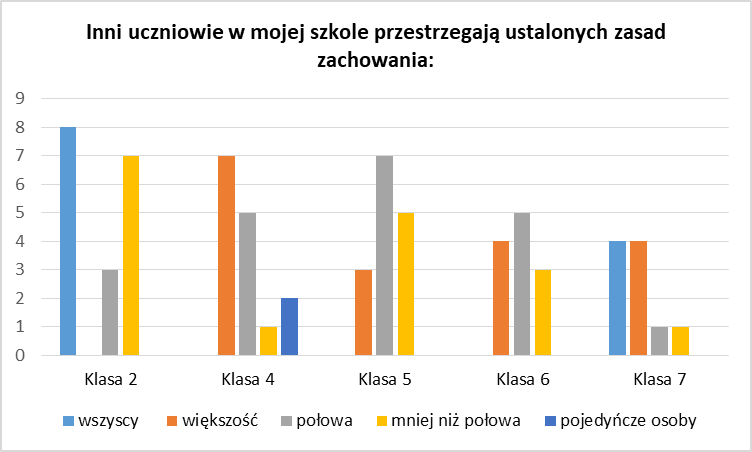 Inni uczniowie w mojej szkole przestrzegają ustalonych zasad
zachowania:
9
8
7
6
5
4
3
2
1
0
Klasa 2 Klasa 4 Klasa 5 Klasa 6 Klasa 7
wszyscy większość połowa mniej niż połowa pojedyńcze osoby